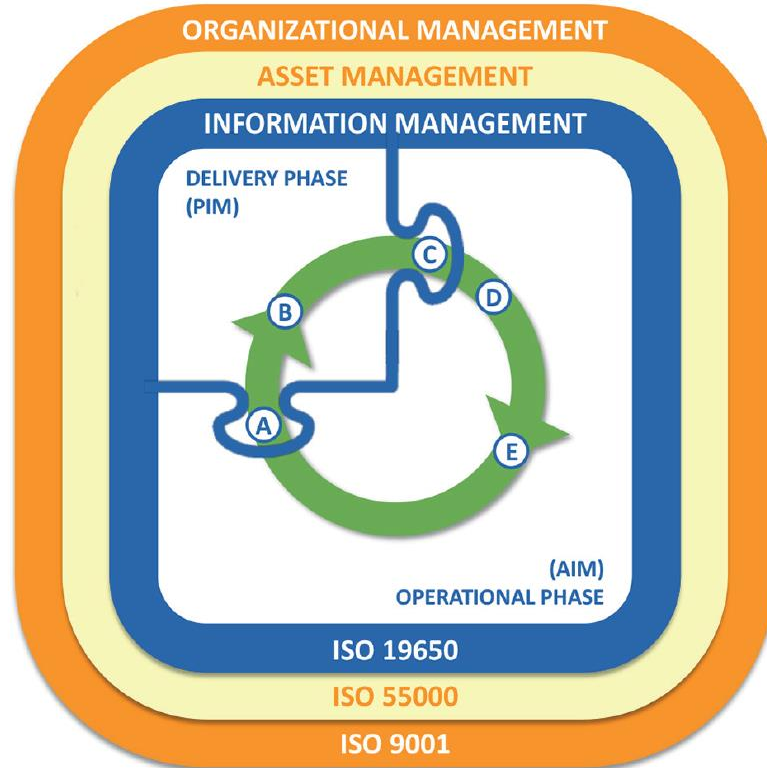 ORGANIZATIONAL MANAGEMENT
ASSET MANAGEMENT
INFORMATION MANAGEMENT
DELIVERY PHASE
(PIM)
C
D
B
A
E
(AIM)
OPERATIONAL PHASE
ISO 19650
ISO 55000
ISO 9001